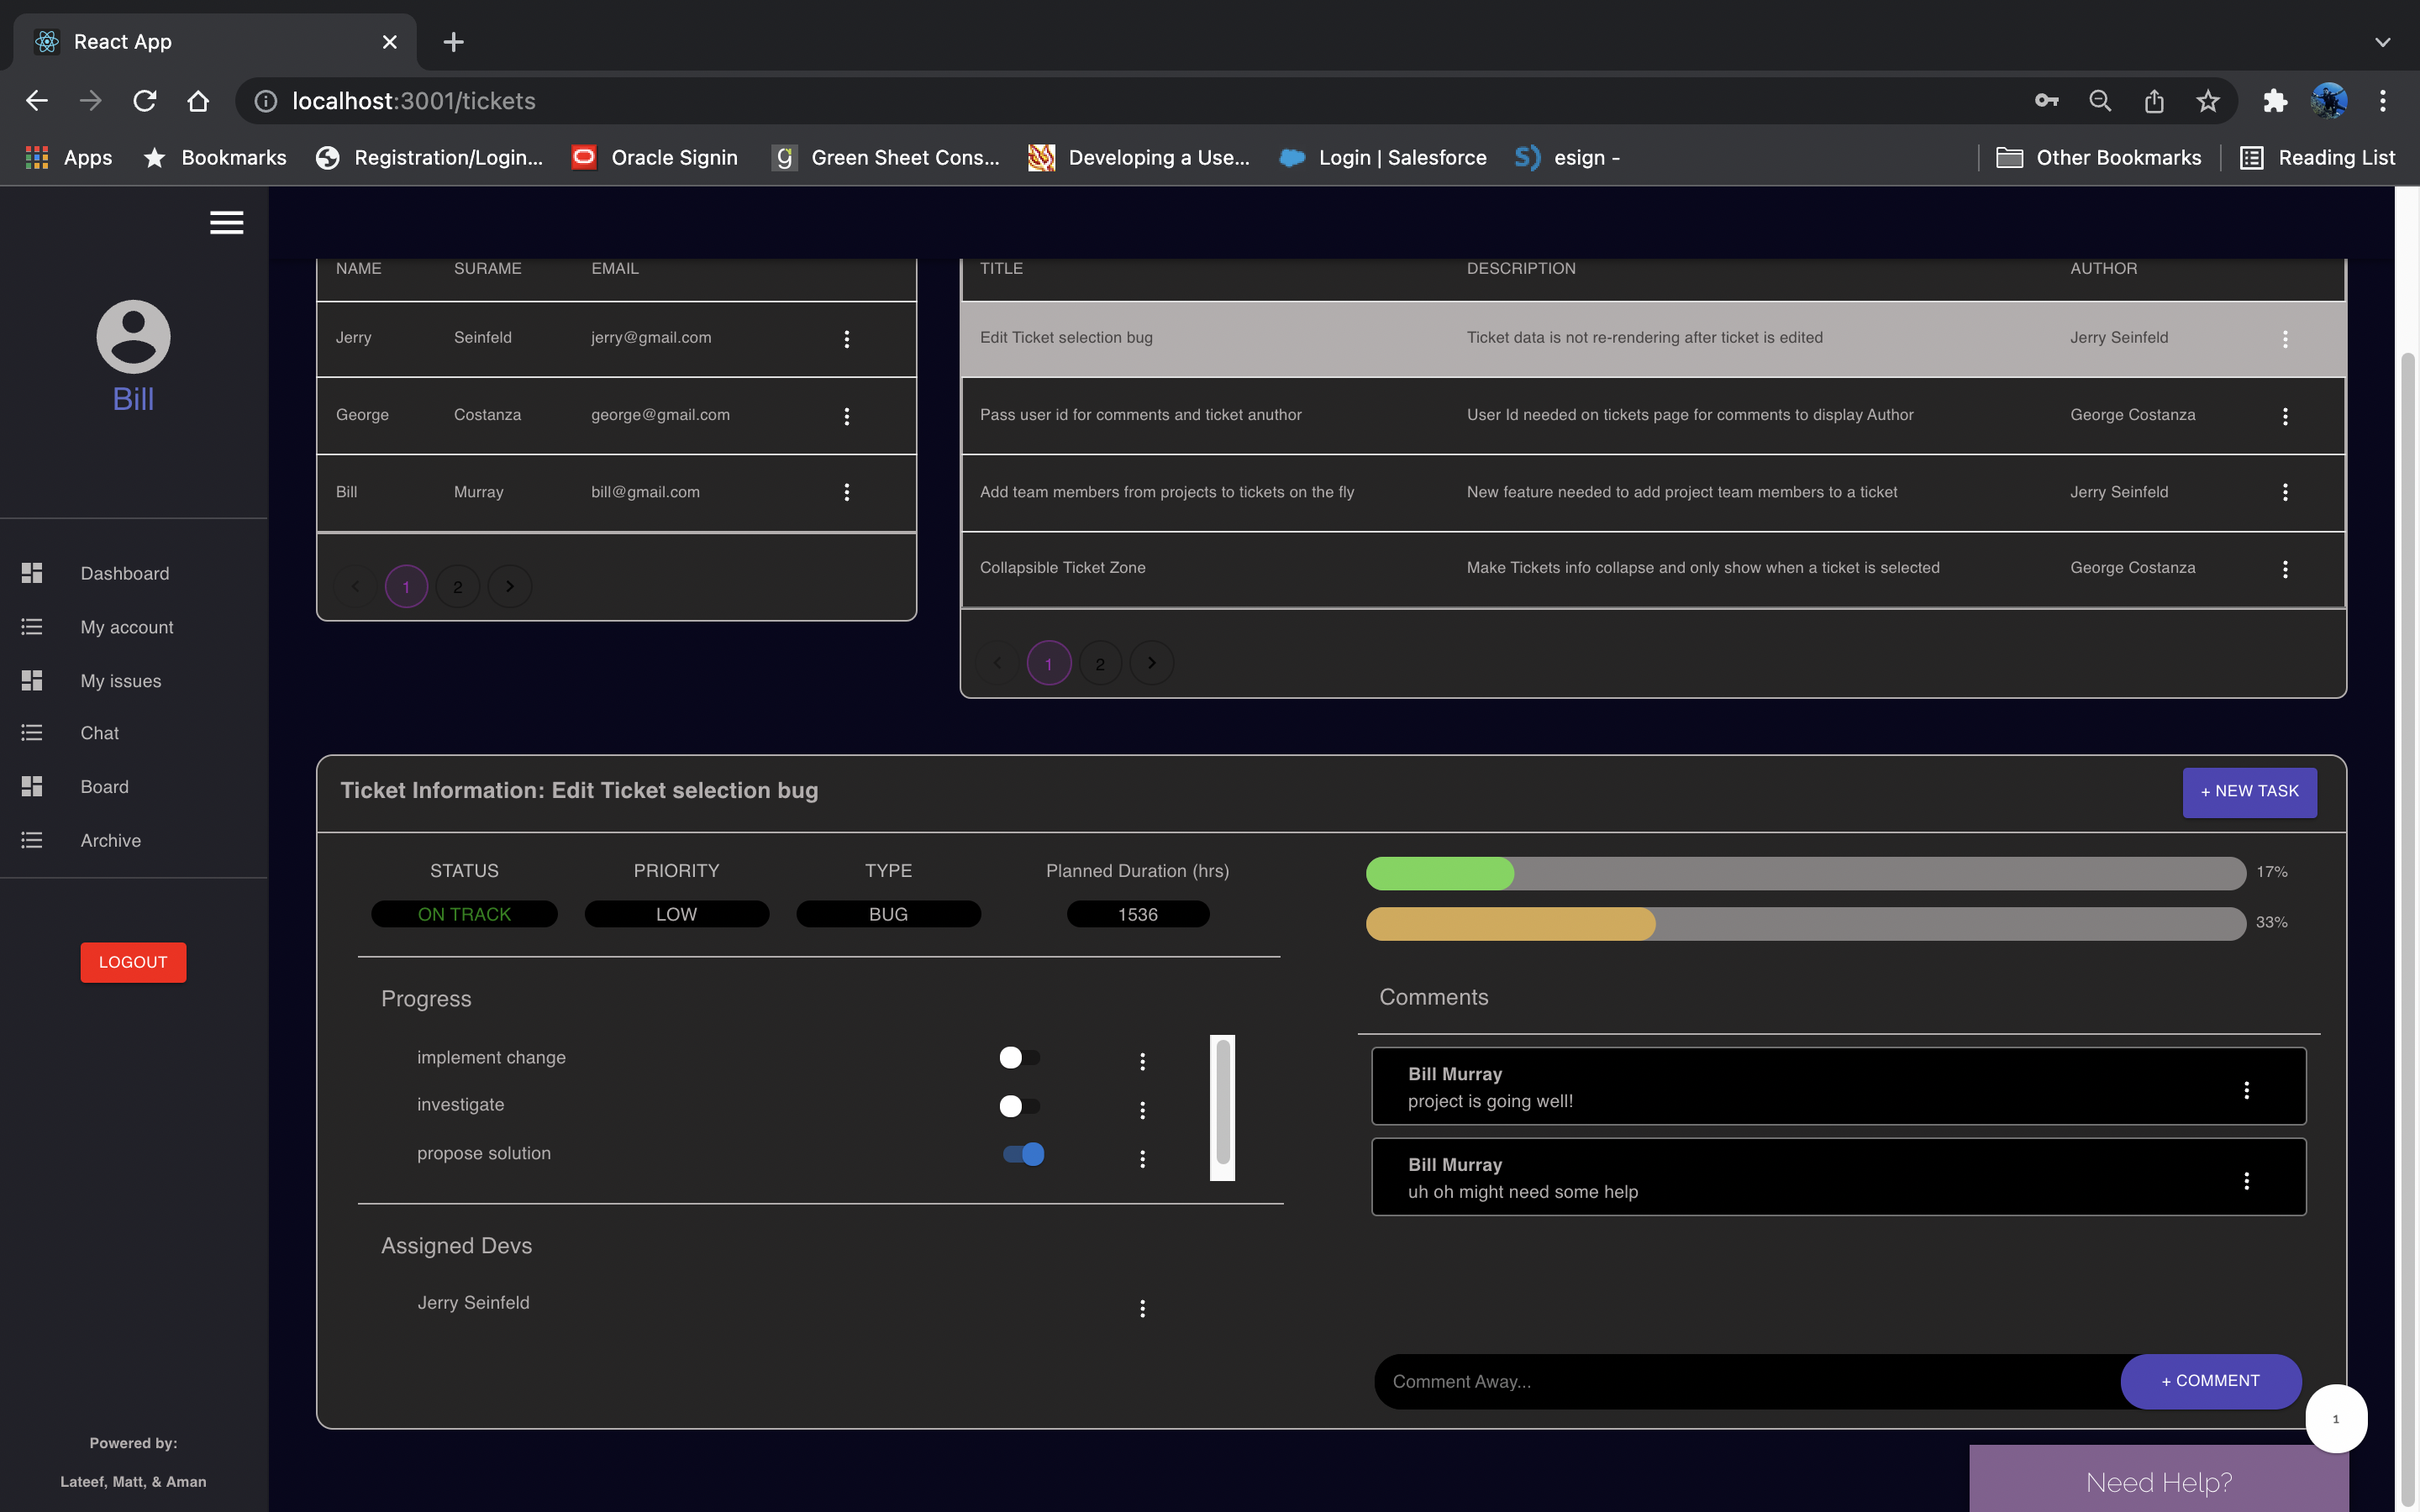 React App
localhost:3001/tickets
Apps Bookmarks Registration/Login... Oracle Signin Green Sheet Cons... Developing a Use... Login | Salesforce esign - Other Bookmarks Reading List
Bill
Dashboard
My account
My issues
Chat
Board
Archive
LOGOUT
Powered by:
Lateef, Matt, & Aman
NAME SURAME EMAIL
Jerry Seinfeld jerry@gmail.com
George Costanza george@gmail.com
Bill Murray bill@gmail.com
1 2
TITLE DESCRIPTION AUTHOR
Edit Ticket selection bug Ticket data is not re-rendering after ticket is edited Jerry Seinfeld
Pass user id for comments and ticket anuthor User Id needed on tickets page for comments to display Author George Costanza
Add team members from projects to tickets on the fly New feature needed to add project team members to a ticket Jerry Seinfeld
Collapsible Ticket Zone Make Tickets info collapse and only show when a ticket is selected George Costanza
1 2
Ticket Information: Edit Ticket selection bug
+ NEW TASK
STATUS PRIORITY TYPE Planned Duration (hrs)
ON TRACK LOW BUG 1536
17%
33%
Progress
implement change
investigate
propose solution
Assigned Devs
Jerry Seinfeld
Comments
Bill Murray
project is going well!
Bill Murray
uh oh might need some help
Comment Away...
+ COMMENT
1
Need Help?